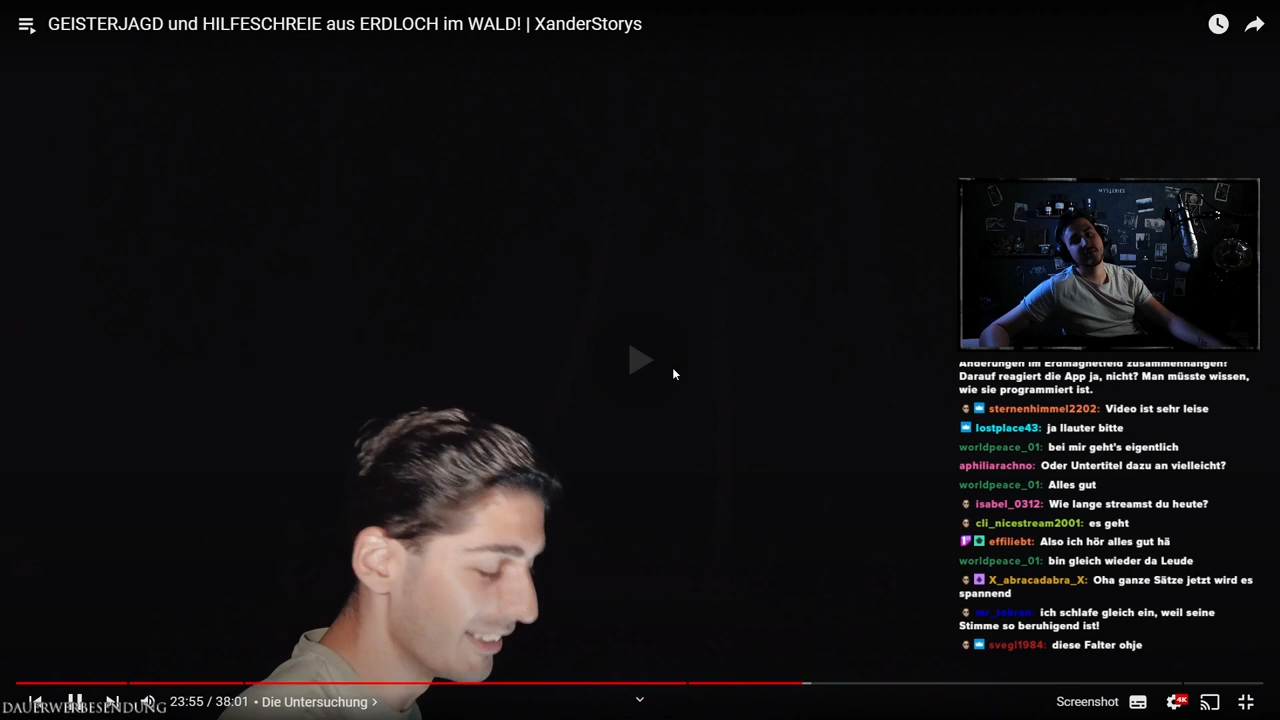 GEISTERJAGD und HILFESCHREIE aus ERDLOCH im WALD! | XanderStorys
MYSTERIES
Änderungen im Erdmagnetfeld zusammenhängen?
Darauf reagiert die App ja, nicht? Man müsste wissen,
wie sie programmiert ist.
sternenhimmel2202: Video ist sehr leise
lostplace43: ja llauter bitte
worldpeace_01: bei mir geht's eigentlich
aphiliarachno: Oder Untertitel dazu an vielleicht?
worldpeace_01: Alles gut
isabel_0312: Wie lange streamst du heute?
cli_nicestream2001: es geht
effiliebt: Also ich hör alles gut hä
worldpeace_01: bin gleich wieder da Leude
X_abracadabra_X: Oha ganze Sätze jetzt wird es
spannend
ich schlafe gleich ein, weil seine
Stimme so beruhigend ist!
svegl1984: diese Falter ohje
23:55 / 38:01 • Die Untersuchung >
Screenshot
4K
DAUERWERBESENDUNG